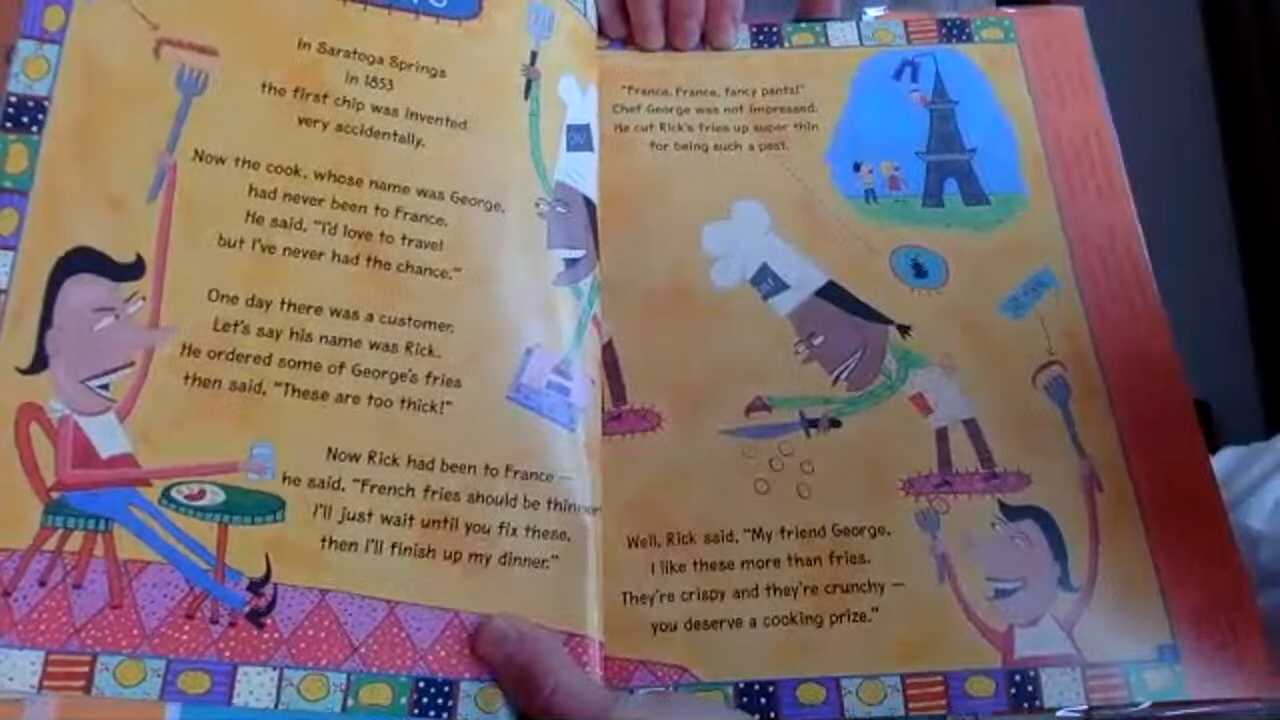 In Saratoga Springs
in 1853
the first chip was invented
very accidentally.
Now the cook, whose name was George,
had never been to France.
He said, "I'd love to travel
but I've never had the chance."
One day there was a customer.
Let's say his name was Rick.
He ordered some of George's fries
then said, "These are too thick!"
Now Rick had been to France —
he said, "French fries should be thinner
I'll just wait until you fix these,
then I'll finish up my dinner."
"France, France, fancy pants!"
Chef George was not impressed.
He cut Rick's fries up super thin
for being such a pest.
Well, Rick said, "My friend George,
I like these more than fries.
They're crispy and they're crunchy —
you deserve a cooking prize."